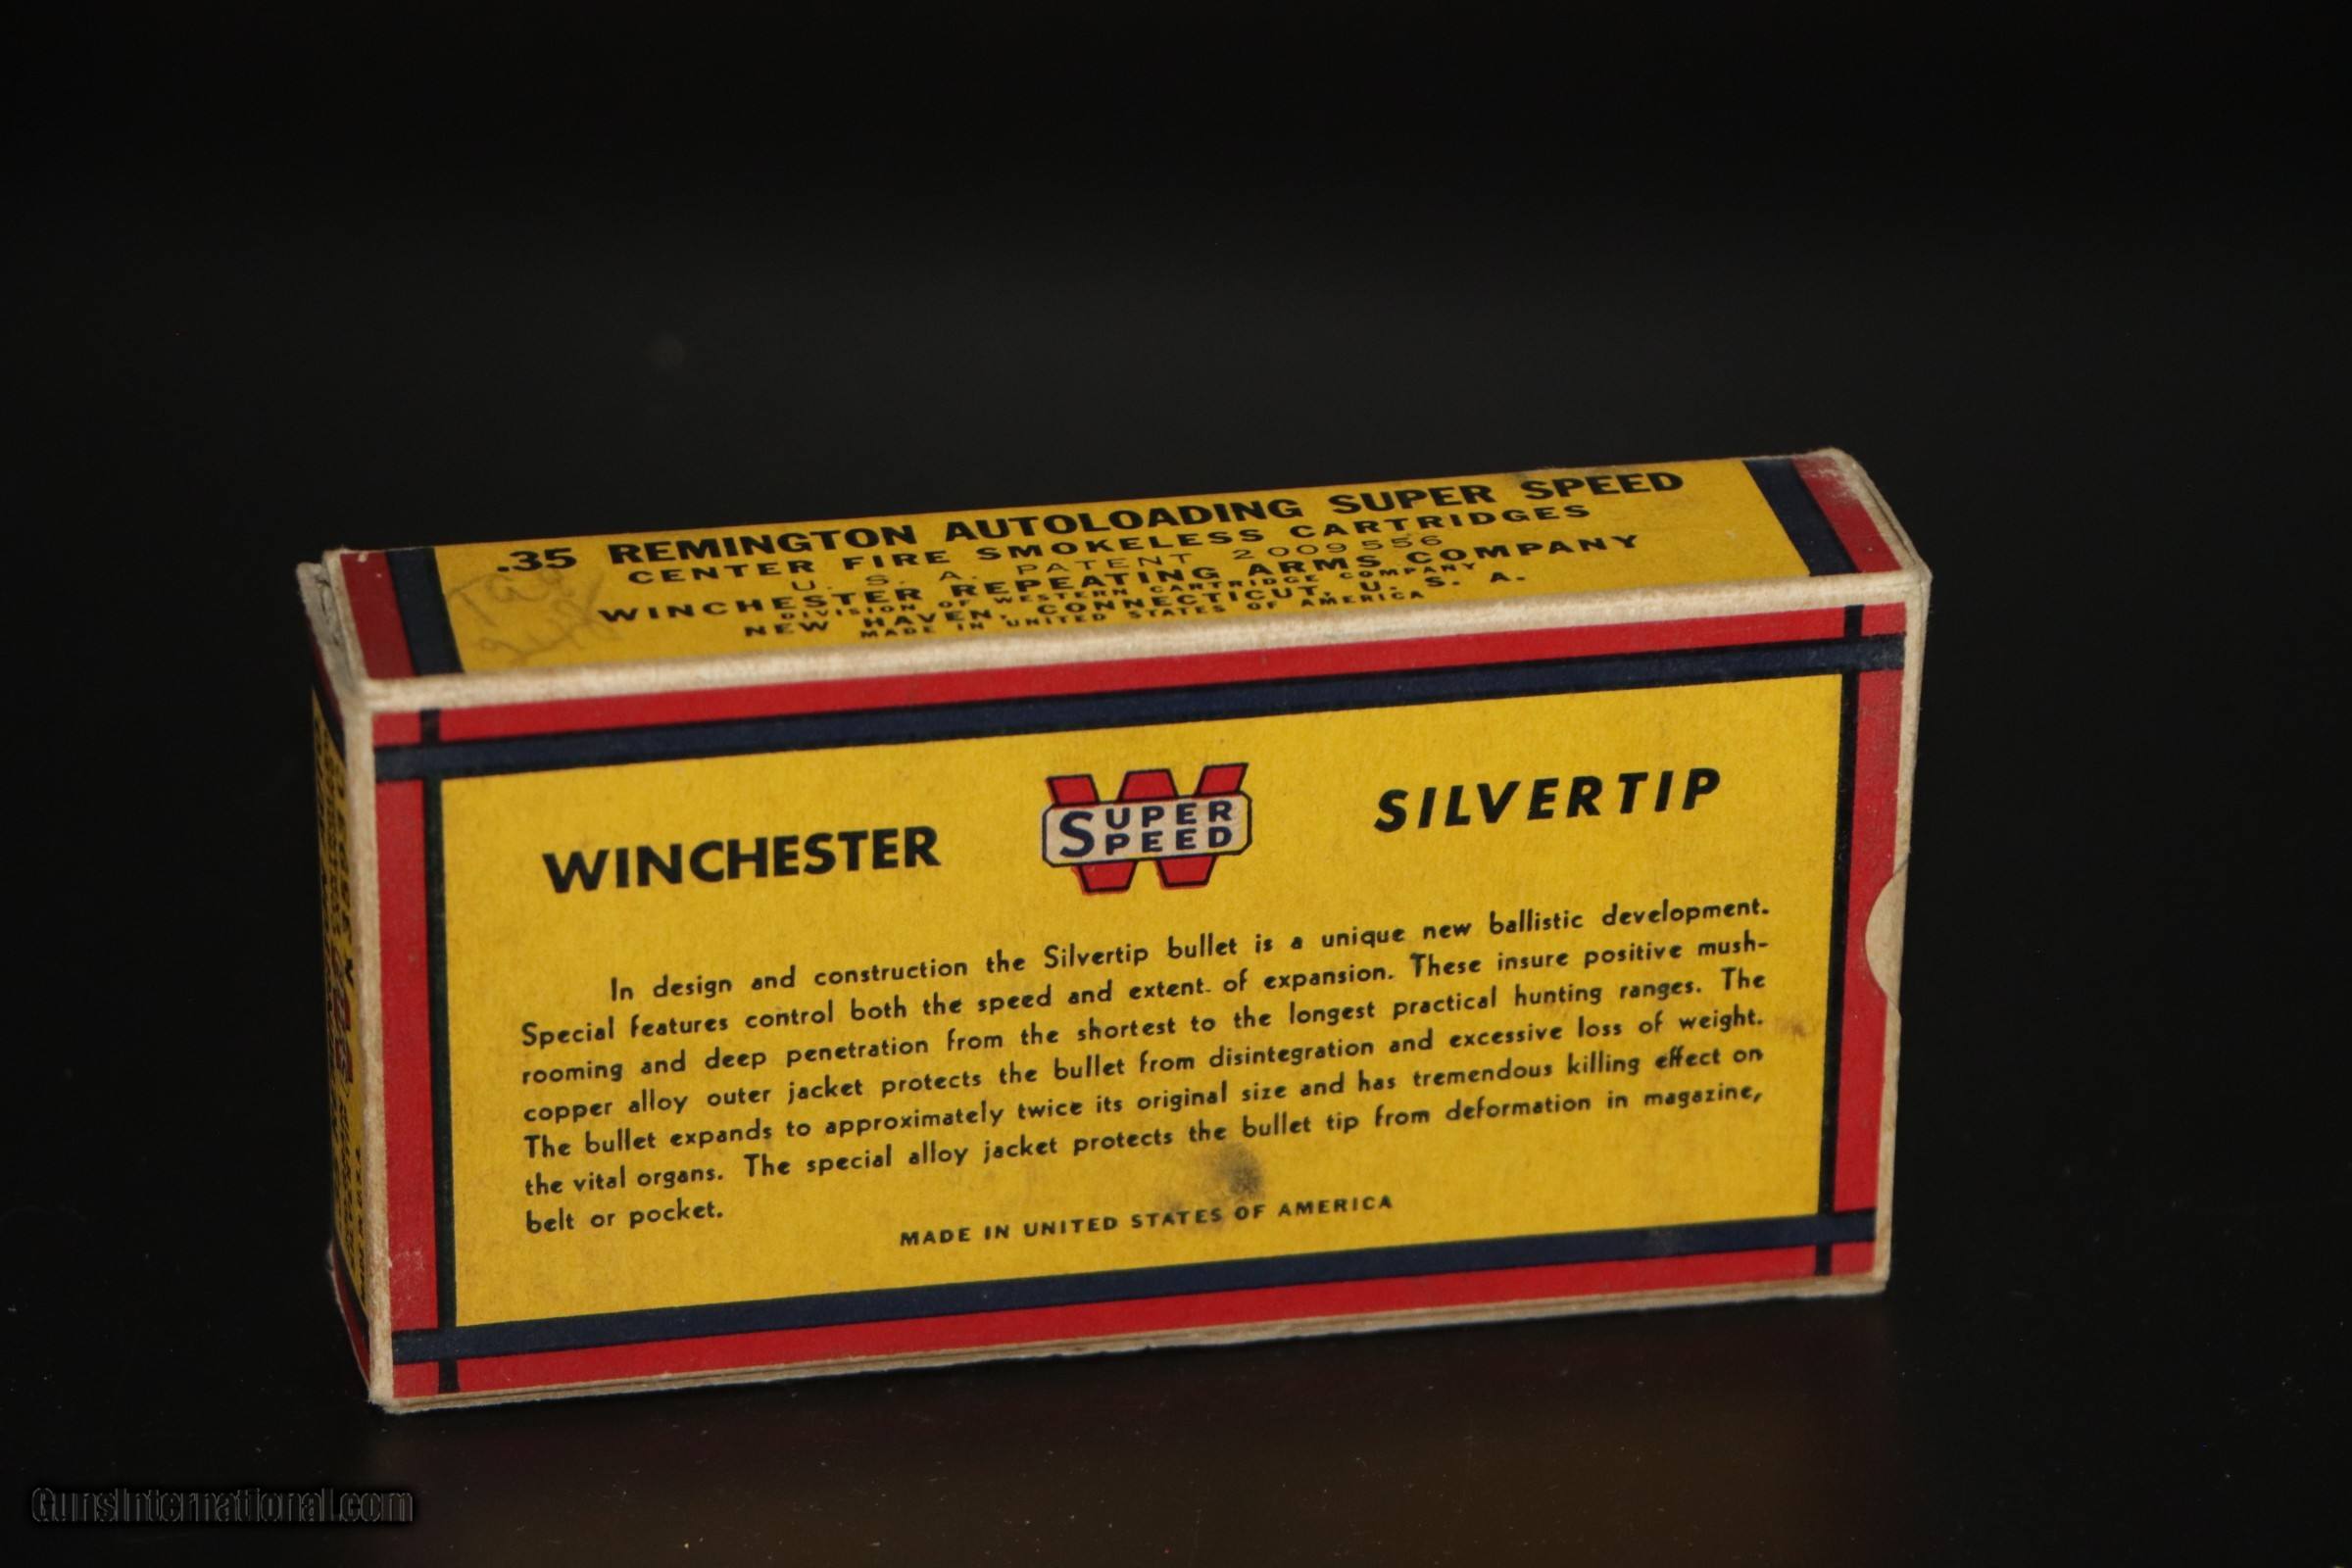 .35 REMINGTON AUTOLOADING SUPER SPEED
CENTER FIRE SMOKELESS CARTRIDGES
U. S. A. PATENT 2009556
WINCHESTER REPEATING ARMS COMPANY
DIVISION OF WESTERN CARTRIDGE COMPANY
NEW HAVEN, CONNECTICUT, U. S. A.
MADE IN UNITED STATES OF AMERICA
WINCHESTER
W
SUPER
SPEED
SILVERTIP
In design and construction the Silvertip bullet is a unique new ballistic development.
Special features control both the speed and extent of expansion. These insure positive mush-
rooming and deep penetration from the shortest to the longest practical hunting ranges. The
copper alloy outer jacket protects the bullet from disintegration and excessive loss of weight.
The bullet expands to approximately twice its original size and has tremendous killing effect on
the vital organs. The special alloy jacket protects the bullet tip from deformation in magazine,
belt or pocket.
MADE IN UNITED STATES OF AMERICA
GunsInternational.com